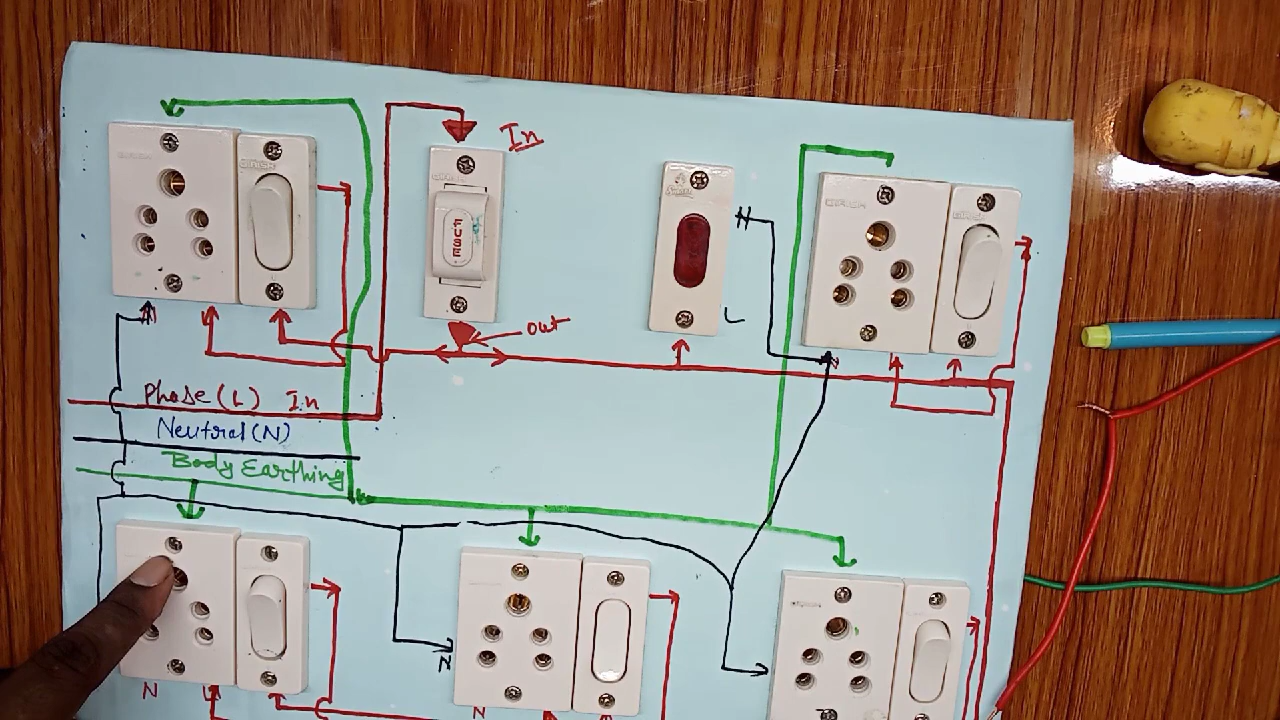 In
FUSE
Out
L
Phase (L) In
Neutral (N)
Body Earthing
N
N L
N